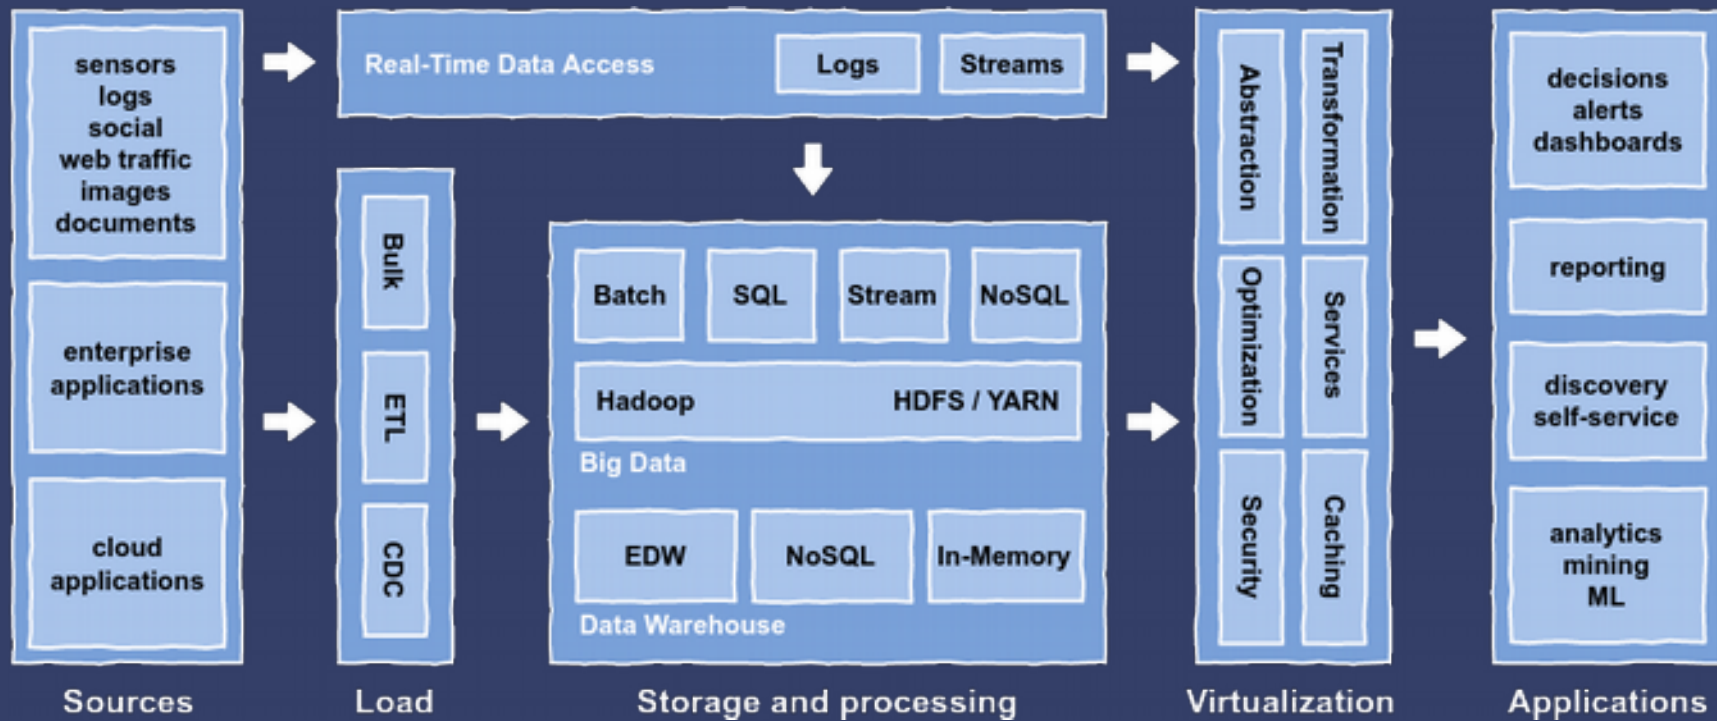 sensors
logs
social
web traffic
images
documents
enterprise
applications
cloud
applications
Sources
Real-Time Data Access
Logs
Streams
Bulk
ETL
CDC
Load
Batch
SQL
Stream
NoSQL
Hadoop
HDFS / YARN
Big Data
EDW
NoSQL
In-Memory
Data Warehouse
Storage and processing
Abstraction
Transformation
Optimization
Services
Security
Caching
Virtualization
decisions
alerts
dashboards
reporting
discovery
self-service
analytics
mining
ML
Applications